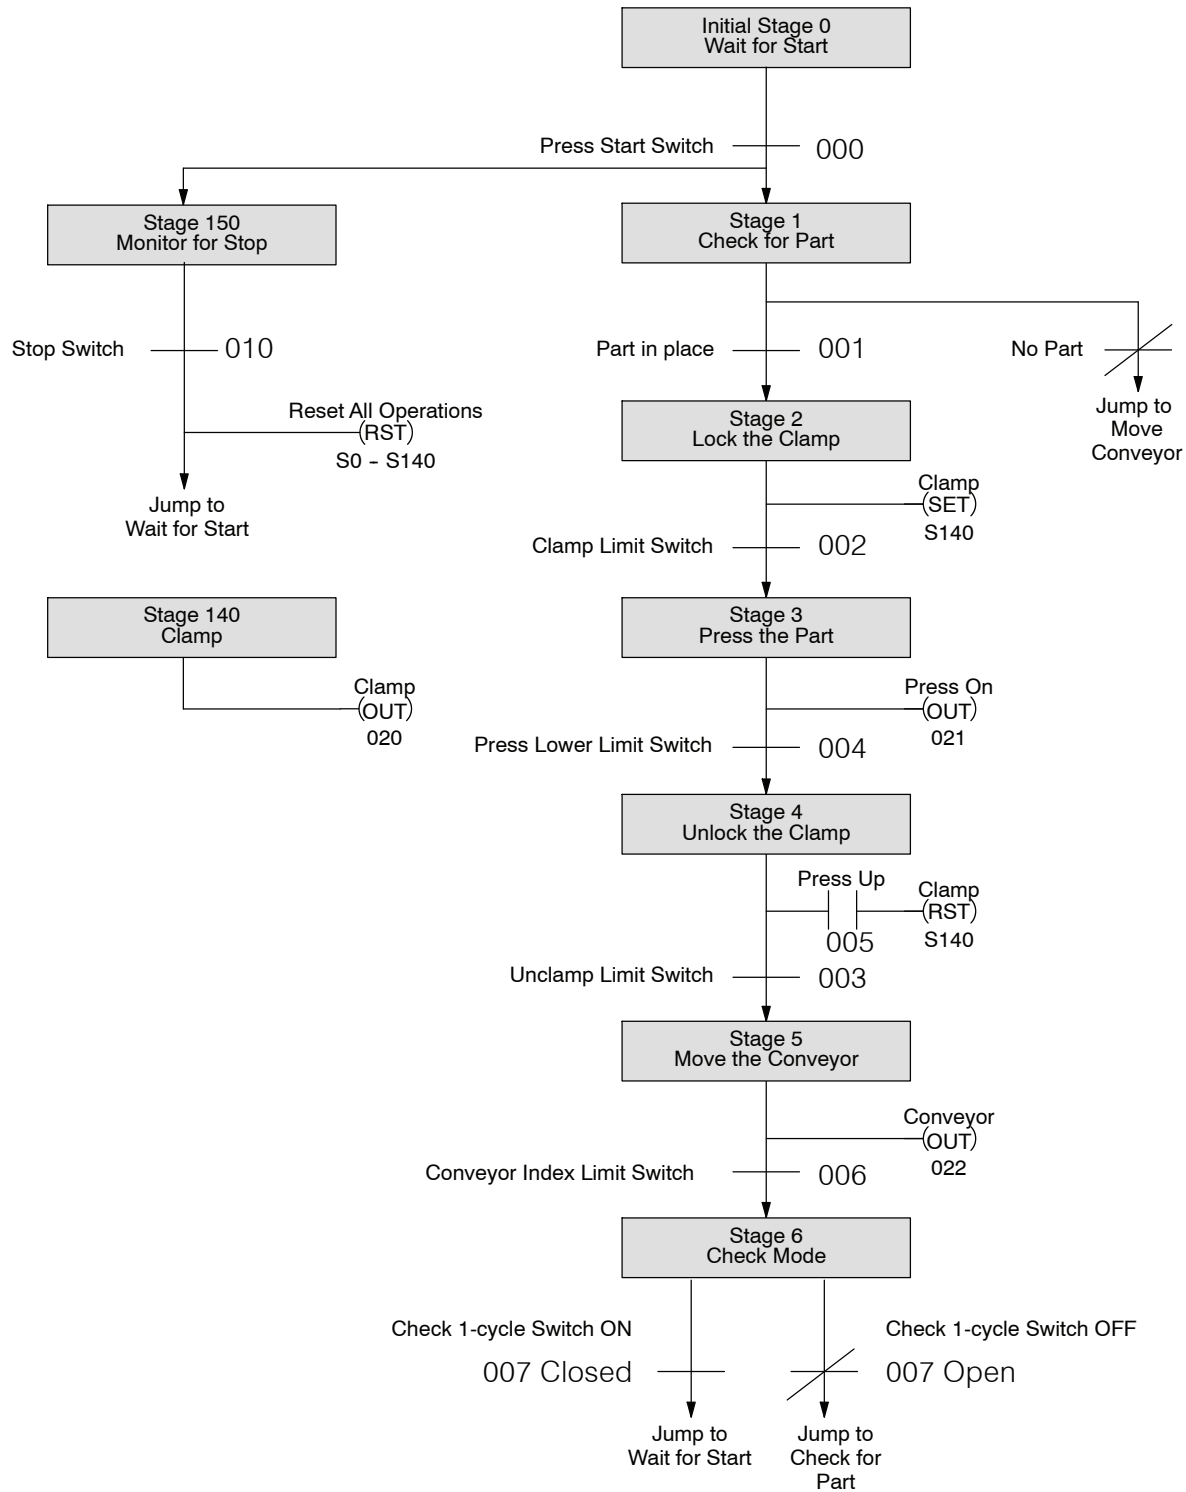 Initial Stage 0
Wait for Start
Press Start Switch
000
Stage 150
Monitor for Stop
Stage 1
Check for Part
Stop Switch
010
Part in place
001
No Part
Reset All Operations
(RST)
S0 - S140
Jump to
Move
Conveyor
Stage 2
Lock the Clamp
Jump to
Wait for Start
Clamp
(SET)
S140
Clamp Limit Switch
002
Stage 140
Clamp
Stage 3
Press the Part
Clamp
(OUT)
020
Press On
(OUT)
021
Press Lower Limit Switch
004
Stage 4
Unlock the Clamp
Press Up
005
Clamp
(RST)
S140
Unclamp Limit Switch
003
Stage 5
Move the Conveyor
Conveyor
(OUT)
022
Conveyor Index Limit Switch
006
Stage 6
Check Mode
Check 1-cycle Switch ON
007 Closed
Check 1-cycle Switch OFF
007 Open
Jump to
Wait for Start
Jump to
Check for
Part